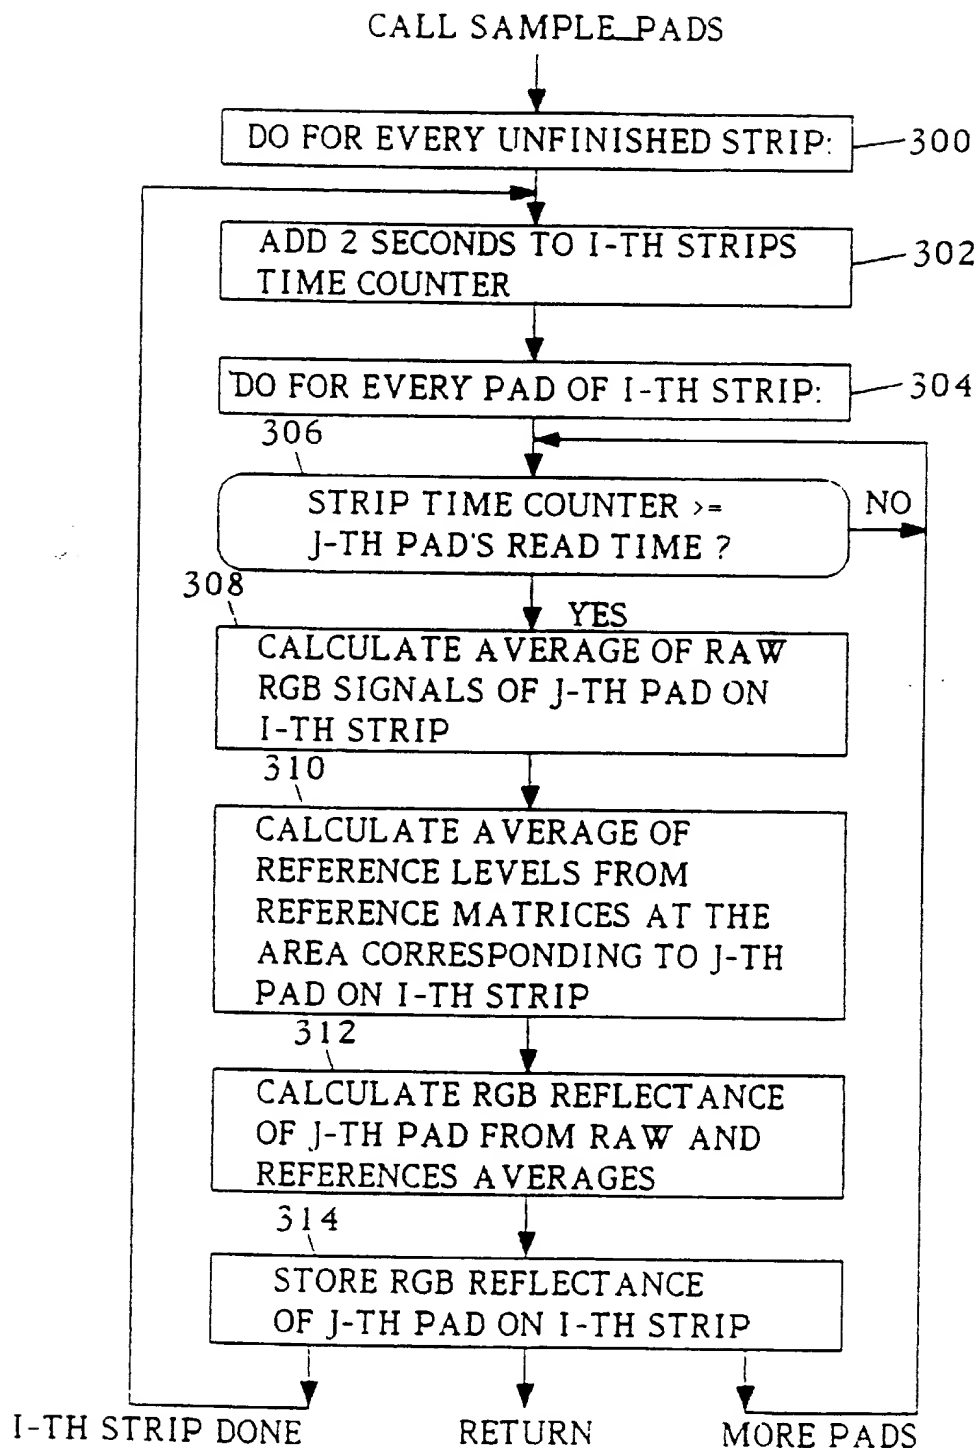 CALL SAMPLE_PADS
DO FOR EVERY UNFINISHED STRIP:
300
ADD 2 SECONDS TO I-TH STRIPS
TIME COUNTER
302
DO FOR EVERY PAD OF I-TH STRIP:
304
306
STRIP TIME COUNTER >=
J-TH PAD'S READ TIME ?
NO
308
YES
CALCULATE AVERAGE OF RAW
RGB SIGNALS OF J-TH PAD ON
I-TH STRIP
310
CALCULATE AVERAGE OF
REFERENCE LEVELS FROM
REFERENCE MATRICES AT THE
AREA CORRESPONDING TO J-TH
PAD ON I-TH STRIP
312
CALCULATE RGB REFLECTANCE
OF J-TH PAD FROM RAW AND
REFERENCES AVERAGES
314
STORE RGB REFLECTANCE
OF J-TH PAD ON I-TH STRIP
I-TH STRIP DONE
RETURN
MORE PADS